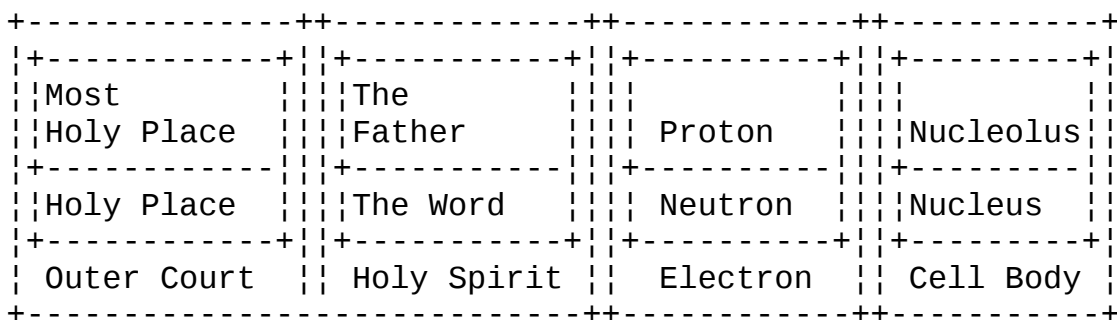 Most The
Holy Place Father Proton Nucleolus
Holy Place The Word Neutron Nucleus
Outer Court Holy Spirit Electron Cell Body